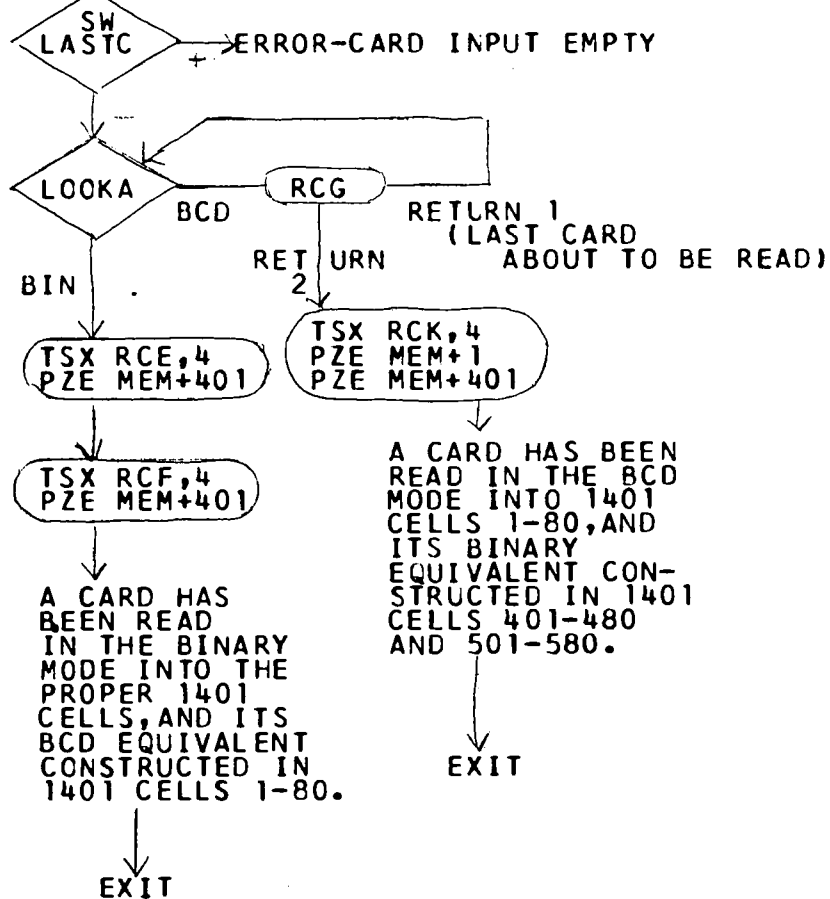 SW
LASTC
+
ERROR-CARD INPUT EMPTY
—
LOOKA
BCD
RCG
RETURN 1
(LAST CARD
ABOUT TO BE READ)
RETURN
2
BIN
TSX RCE,4
PZE MEM+401
TSX RCK,4
PZE MEM+1
PZE MEM+401
TSX RCF,4
PZE MEM+401
A CARD HAS BEEN
READ IN THE BCD
MODE INTO 1401
CELLS 1-80,AND
ITS BINARY
EQUIVALENT CON-
STRUCTED IN 1401
CELLS 401-480
AND 501-580.
EXIT
A CARD HAS
BEEN READ
IN THE BINARY
MODE INTO THE
PROPER 1401
CELLS,AND ITS
BCD EQUIVALENT
CONSTRUCTED IN
1401 CELLS 1-80.
EXIT